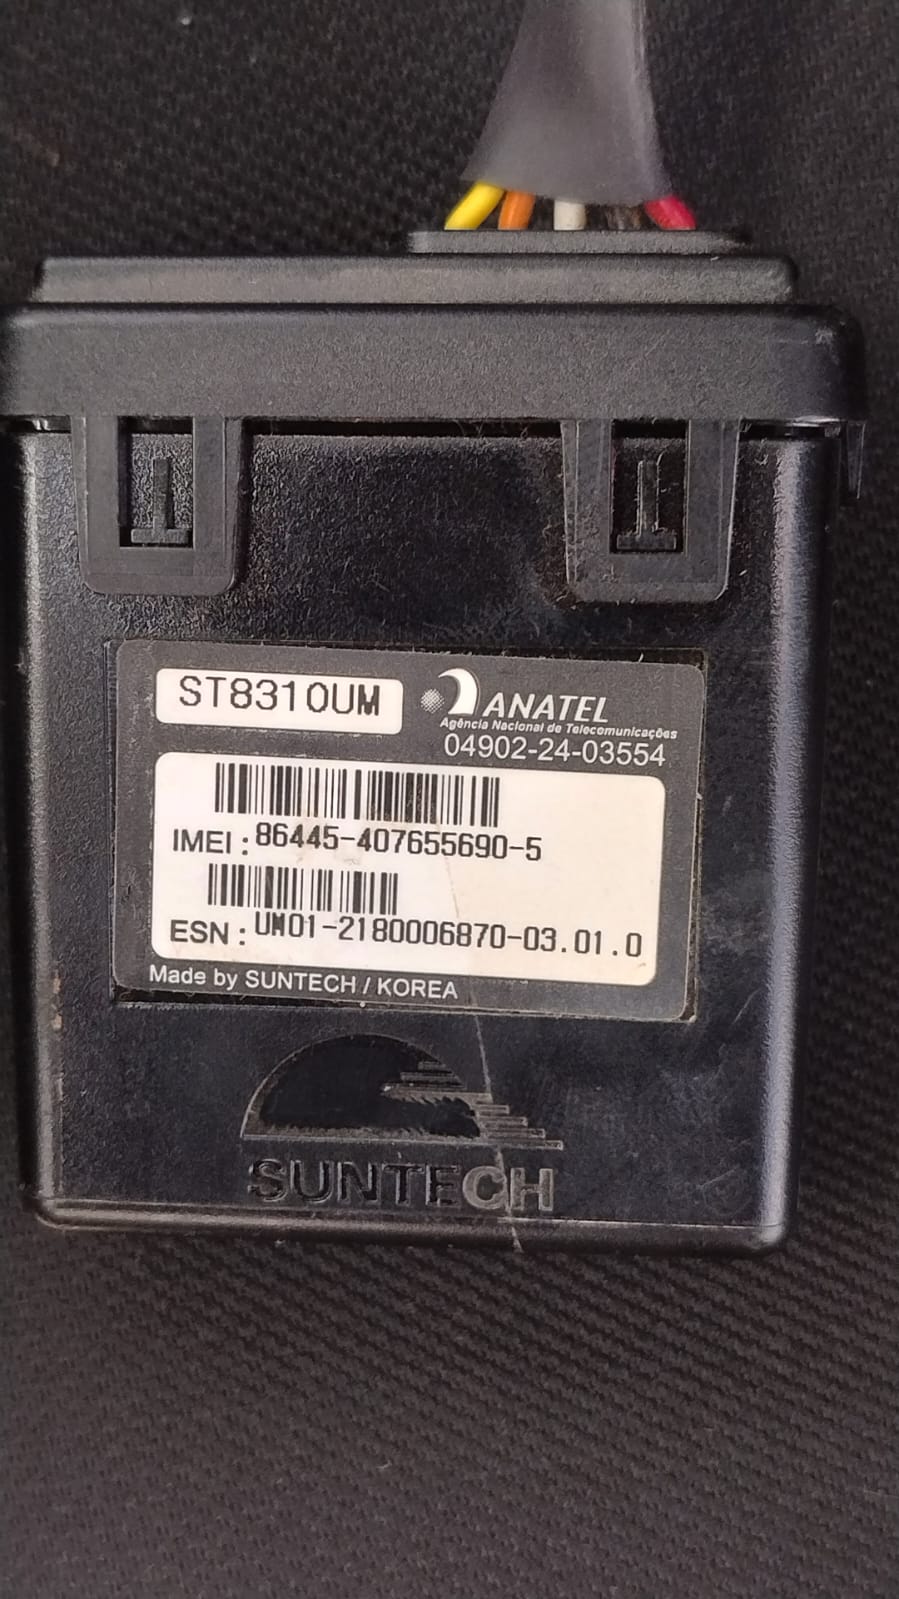 ST8310UM
ANATEL
Agência Nacional de Telecomunicações
04902-24-03554
IMEI : 86445-407655690-5
ESN : UM01-2180006870-03.01.0
Made by SUNTECH / KOREA
SUNTECH